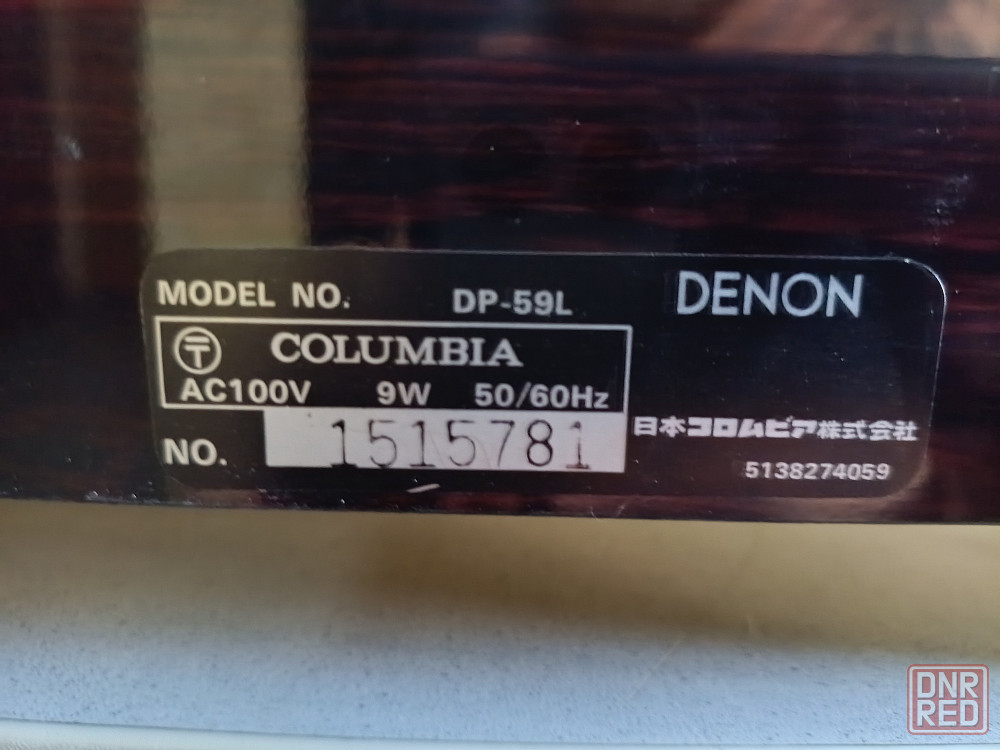 MODEL NO. DP-59L DENON
〒 COLUMBIA
AC100V 9W 50/60Hz
NO. 1515781 日本コロムビア株式会社
5138274059
DNR
RED